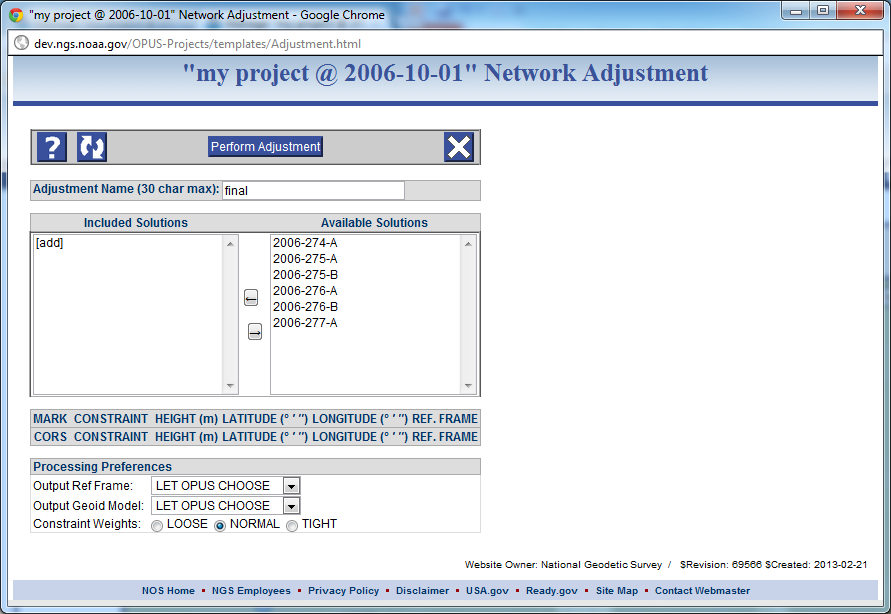 "my project @ 2006-10-01" Network Adjustment - Google Chrome
dev.ngs.noaa.gov/OPUS-Projects/templates/Adjustment.html
"my project @ 2006-10-01" Network Adjustment
? Perform Adjustment
Adjustment Name (30 char max): final
Included Solutions Available Solutions
[add] 2006-274-A
2006-275-A
2006-275-B
2006-276-A
2006-276-B
2006-277-A
MARK CONSTRAINT HEIGHT (m) LATITUDE (° ′ ″) LONGITUDE (° ′ ″) REF. FRAME
CORS CONSTRAINT HEIGHT (m) LATITUDE (° ′ ″) LONGITUDE (° ′ ″) REF. FRAME
Processing Preferences
Output Ref Frame: LET OPUS CHOOSE
Output Geoid Model: LET OPUS CHOOSE
Constraint Weights: LOOSE NORMAL TIGHT
Website Owner: National Geodetic Survey / $Revision: 69566 $Created: 2013-02-21
NOS Home • NGS Employees • Privacy Policy • Disclaimer • USA.gov • Ready.gov • Site Map • Contact Webmaster